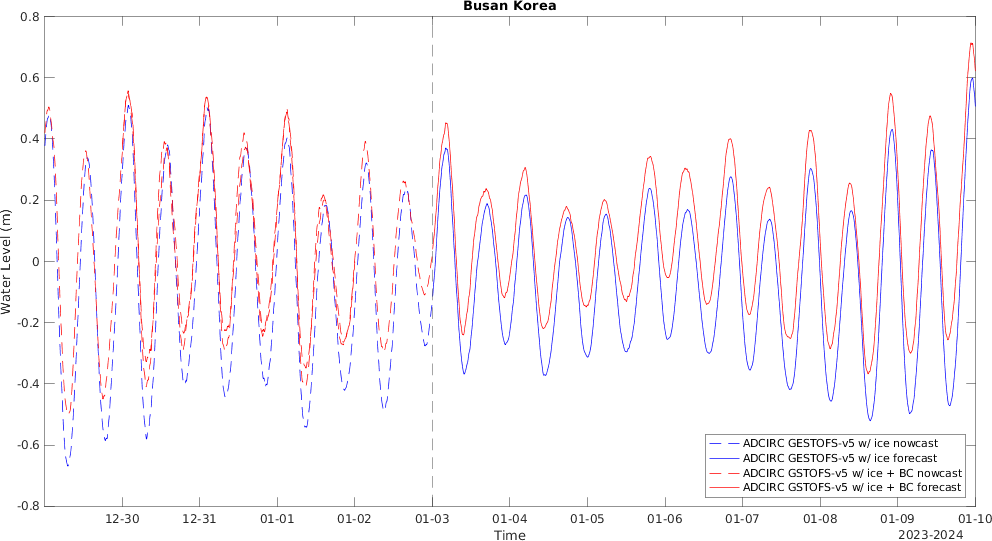 Busan Korea
Water Level (m)
0.8
0.6
0.4
0.2
0
-0.2
-0.4
-0.6
-0.8
ADCIRC GESTOFS-v5 w/ ice nowcast
ADCIRC GESTOFS-v5 w/ ice forecast
ADCIRC GSTOFS-v5 w/ ice + BC nowcast
ADCIRC GSTOFS-v5 w/ ice + BC forecast
12-30 12-31 01-01 01-02 01-03 01-04 01-05 01-06 01-07 01-08 01-09 01-10
Time
2023-2024